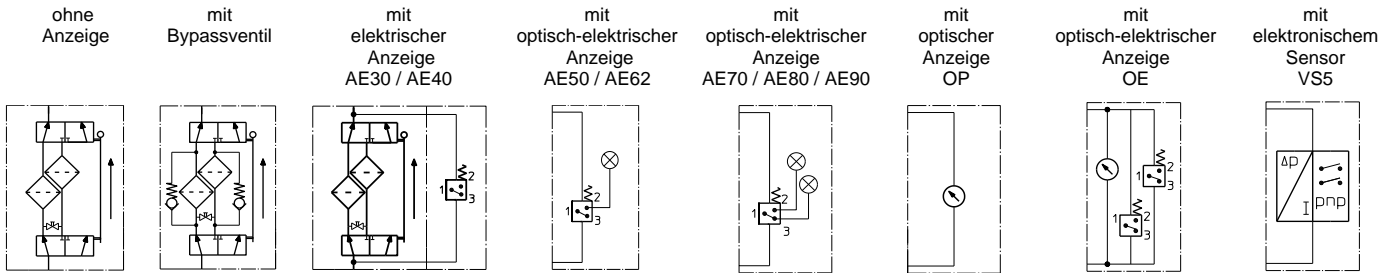 ohne
Anzeige
mit
Bypassventil
mit
elektrischer
Anzeige
AE30 / AE40
mit
optisch-elektrischer
Anzeige
AE50 / AE62
mit
optisch-elektrischer
Anzeige
AE70 / AE80 / AE90
mit
optischer
Anzeige
OP
mit
optisch-elektrischer
Anzeige
OE
mit
elektronischem
Sensor
VS5
2
1
3
2
1
3
2
1
3
2
1
3
2
1
3
Δp
I
pnp